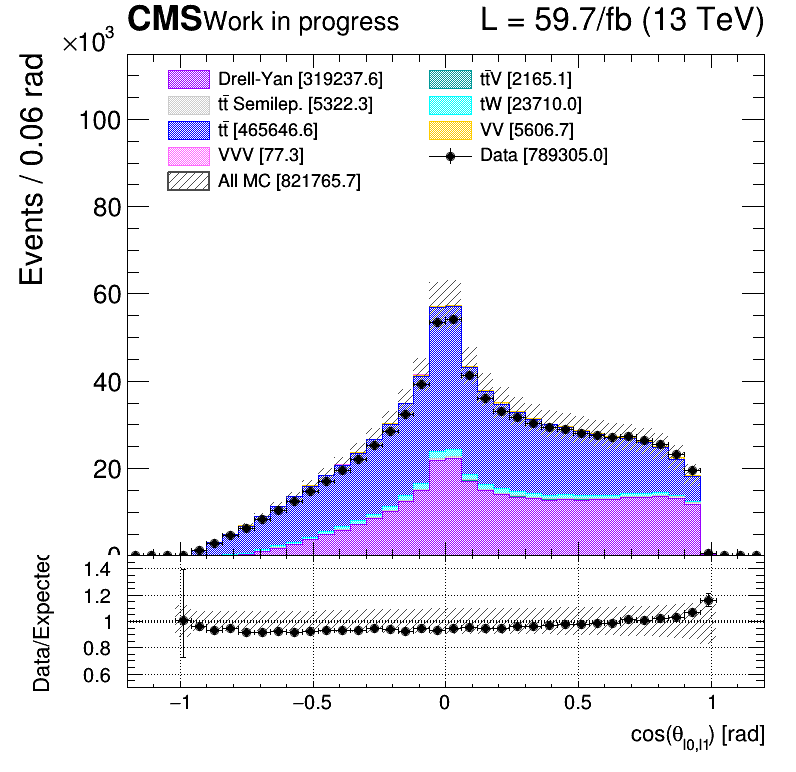 CMS Work in progress L = 59.7/fb (13 TeV)
×10³
Events / 0.06 rad
Drell-Yan [319237.6]
tt̄ Semilep. [5322.3]
tt̄ [465646.6]
VVV [77.3]
All MC [821765.7]
tt̄V [2165.1]
tW [23710.0]
VV [5606.7]
Data [789305.0]
100
80
60
40
20
0
Data/Expected
1.4
1.2
1
0.8
0.6
−1 −0.5 0 0.5 1
cos(θl0,l1) [rad]